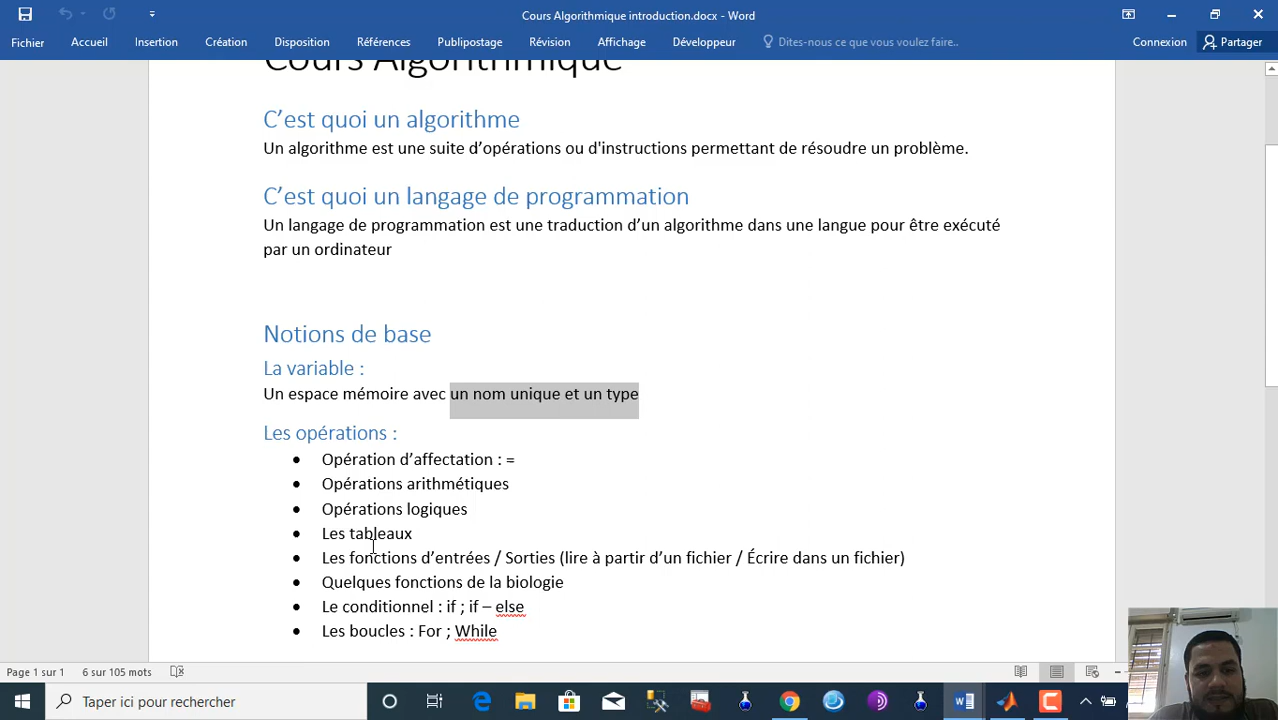 Cours Algorithmique introduction.docx - Word
Fichier Accueil Insertion Création Disposition Références Publipostage Révision Affichage Développeur Dites-nous ce que vous voulez faire.. Connexion Partager
Cours Algorithmique
C’est quoi un algorithme
Un algorithme est une suite d’opérations ou d'instructions permettant de résoudre un problème.
C’est quoi un langage de programmation
Un langage de programmation est une traduction d’un algorithme dans une langue pour être exécuté
par un ordinateur
Notions de base
La variable :
Un espace mémoire avec un nom unique et un type
Les opérations :
• Opération d’affectation : =
• Opérations arithmétiques
• Opérations logiques
• Les tableaux
• Les fonctions d’entrées / Sorties (lire à partir d’un fichier / Écrire dans un fichier)
• Quelques fonctions de la biologie
• Le conditionnel : if ; if – else
• Les boucles : For ; While
Page 1 sur 1 6 sur 105 mots
Taper ici pour rechercher